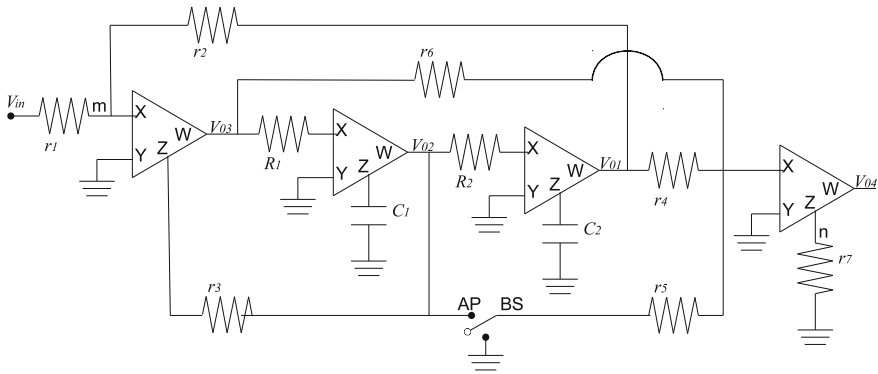 r2
r6
Vin
m
X
W
V03
r1
Y
Z
R1
X
W
V02
Y
Z
C1
R2
X
W
V01
Y
Z
C2
r4
X
W
V04
Y
Z
n
r7
r3
AP
BS
r5